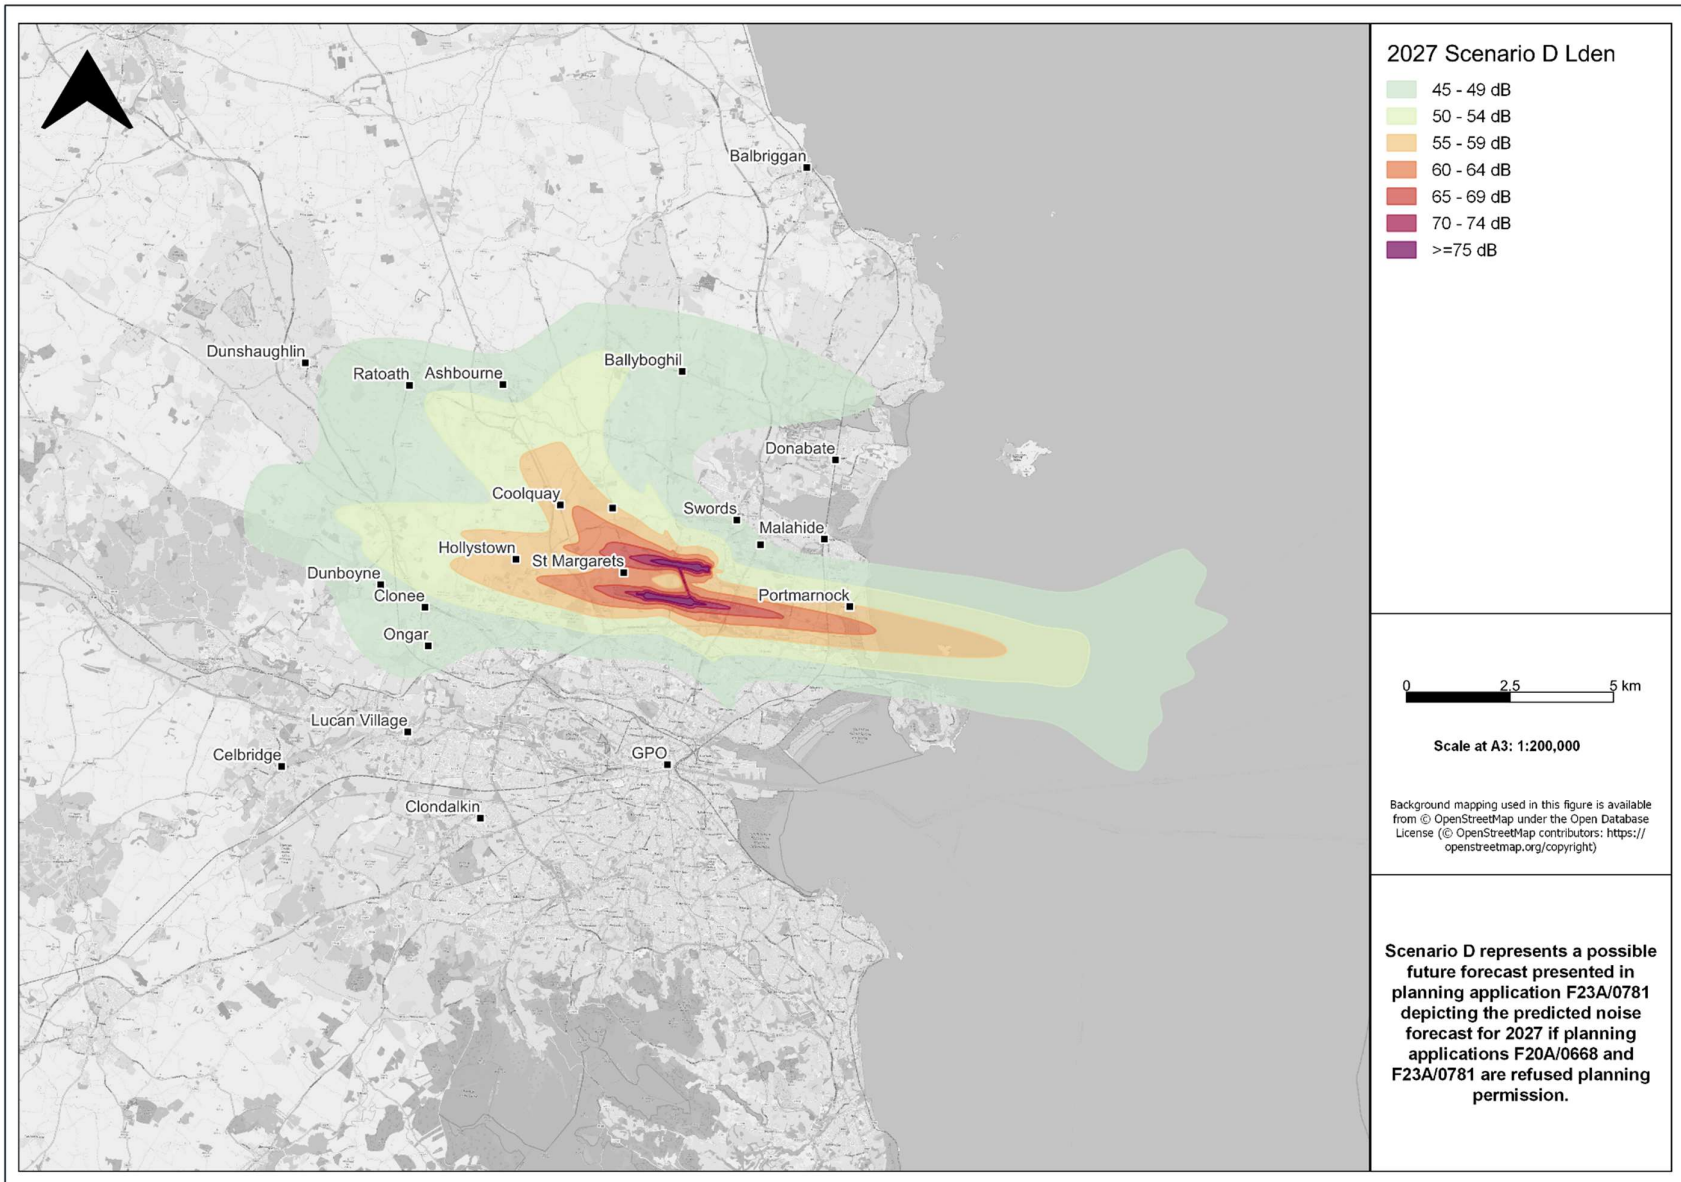 2027 Scenario D Lden
45 - 49 dB
50 - 54 dB
55 - 59 dB
60 - 64 dB
65 - 69 dB
70 - 74 dB
>=75 dB
Balbriggan
Dunshaughlin
Ratoath
Ashbourne
Ballyboghil
Donabate
Coolquay
Swords
Malahide
Hollystown
St Margarets
Dunboyne
Clonee
Portmarnock
Ongar
Lucan Village
Celbridge
GPO
Clondalkin
0 2.5 5 km
Scale at A3: 1:200,000
Background mapping used in this figure is available
from © OpenStreetMap under the Open Database
License (© OpenStreetMap contributors: https://
openstreetmap.org/copyright)
Scenario D represents a possible
future forecast presented in
planning application F23A/0781
depicting the predicted noise
forecast for 2027 if planning
applications F20A/0668 and
F23A/0781 are refused planning
permission.